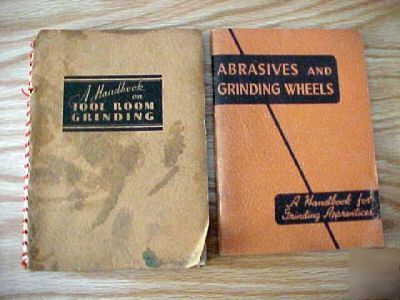 A Handbook
on
TOOL ROOM
GRINDING
ABRASIVES AND
GRINDING WHEELS
A Handbook for
Grinding Apprentices